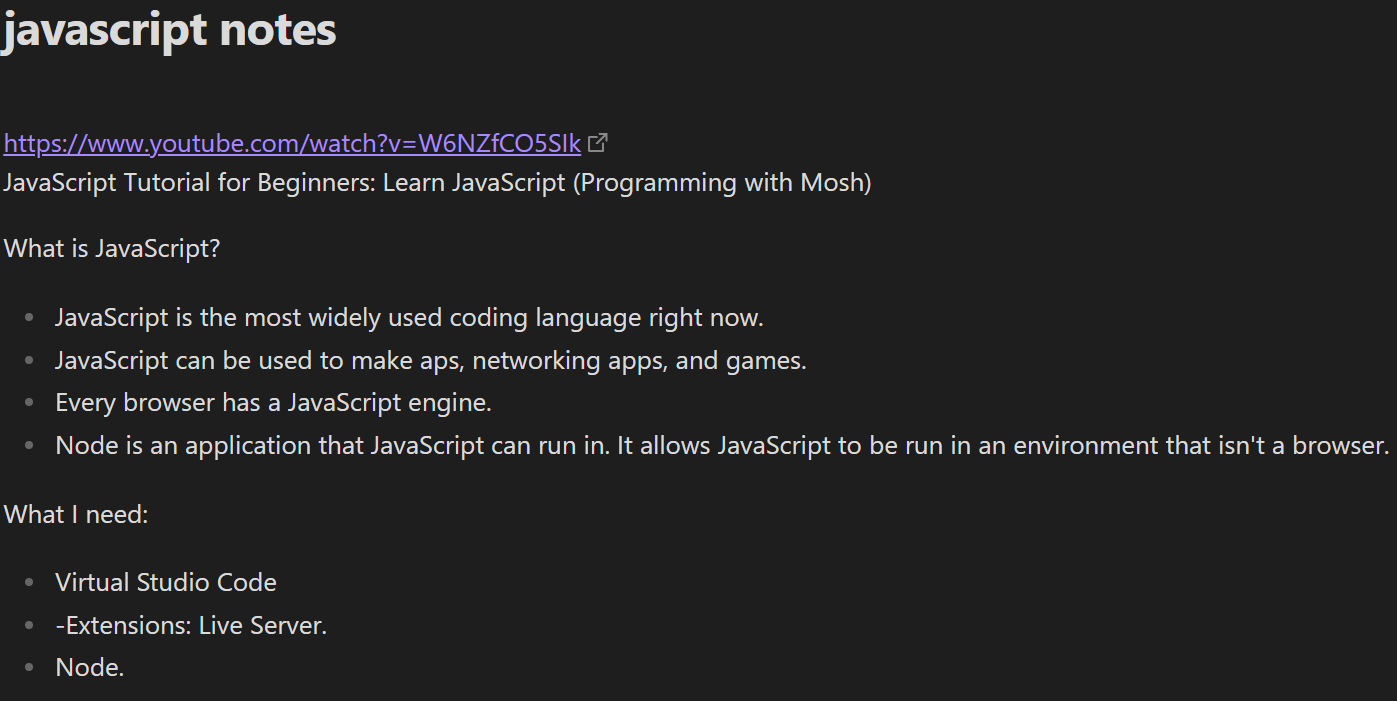 javascript notes
https://www.youtube.com/watch?v=W6NZfCO5SIk
JavaScript Tutorial for Beginners: Learn JavaScript (Programming with Mosh)
What is JavaScript?
JavaScript is the most widely used coding language right now.
JavaScript can be used to make aps, networking apps, and games.
Every browser has a JavaScript engine.
Node is an application that JavaScript can run in. It allows JavaScript to be run in an environment that isn't a browser.
What I need:
Virtual Studio Code
-Extensions: Live Server.
Node.